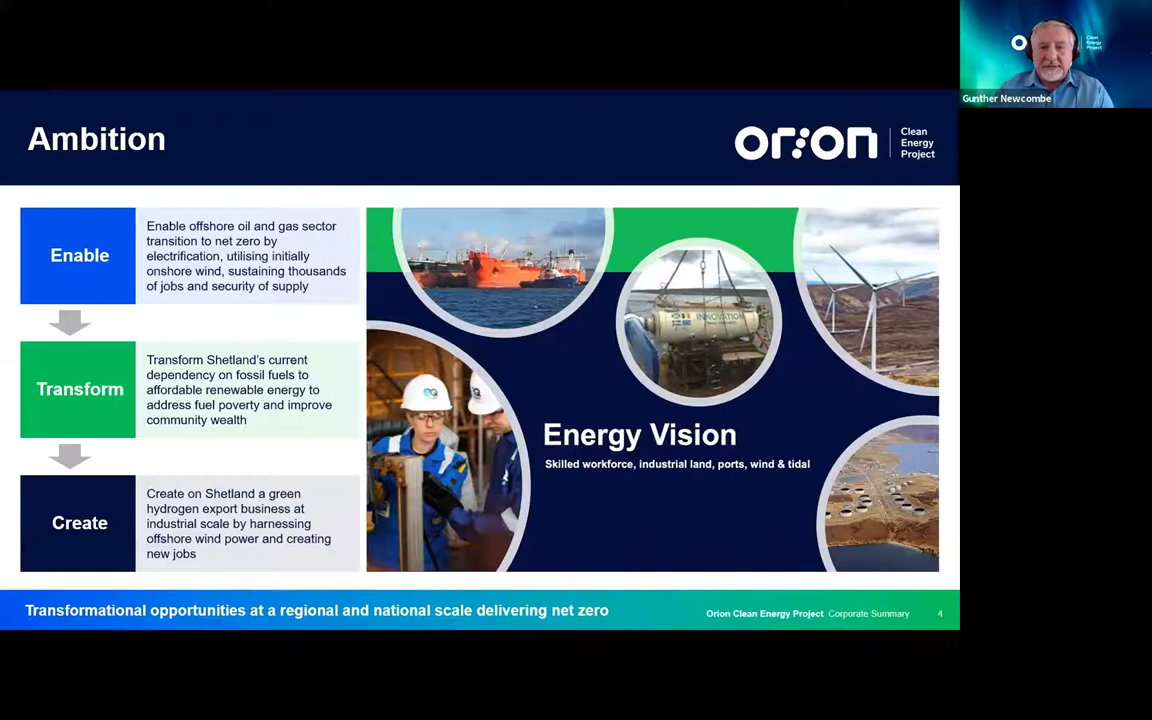 Ambition
Orion
Clean
Energy
Project
Enable
Enable offshore oil and gas sector
transition to net zero by
electrification, utilising initially
onshore wind, sustaining thousands
of jobs and security of supply
Transform
Transform Shetland's current
dependency on fossil fuels to
affordable renewable energy to
address fuel poverty and improve
community wealth
Create
Create on Shetland a green
hydrogen export business at
industrial scale by harnessing
offshore wind power and creating
new jobs
INNOVATION
eQ
Energy Vision
Skilled workforce, industrial land, ports, wind & tidal
Transformational opportunities at a regional and national scale delivering net zero
Orion Clean Energy Project Corporate Summary 4
Clean
Energy
Project
Gunther Newcombe